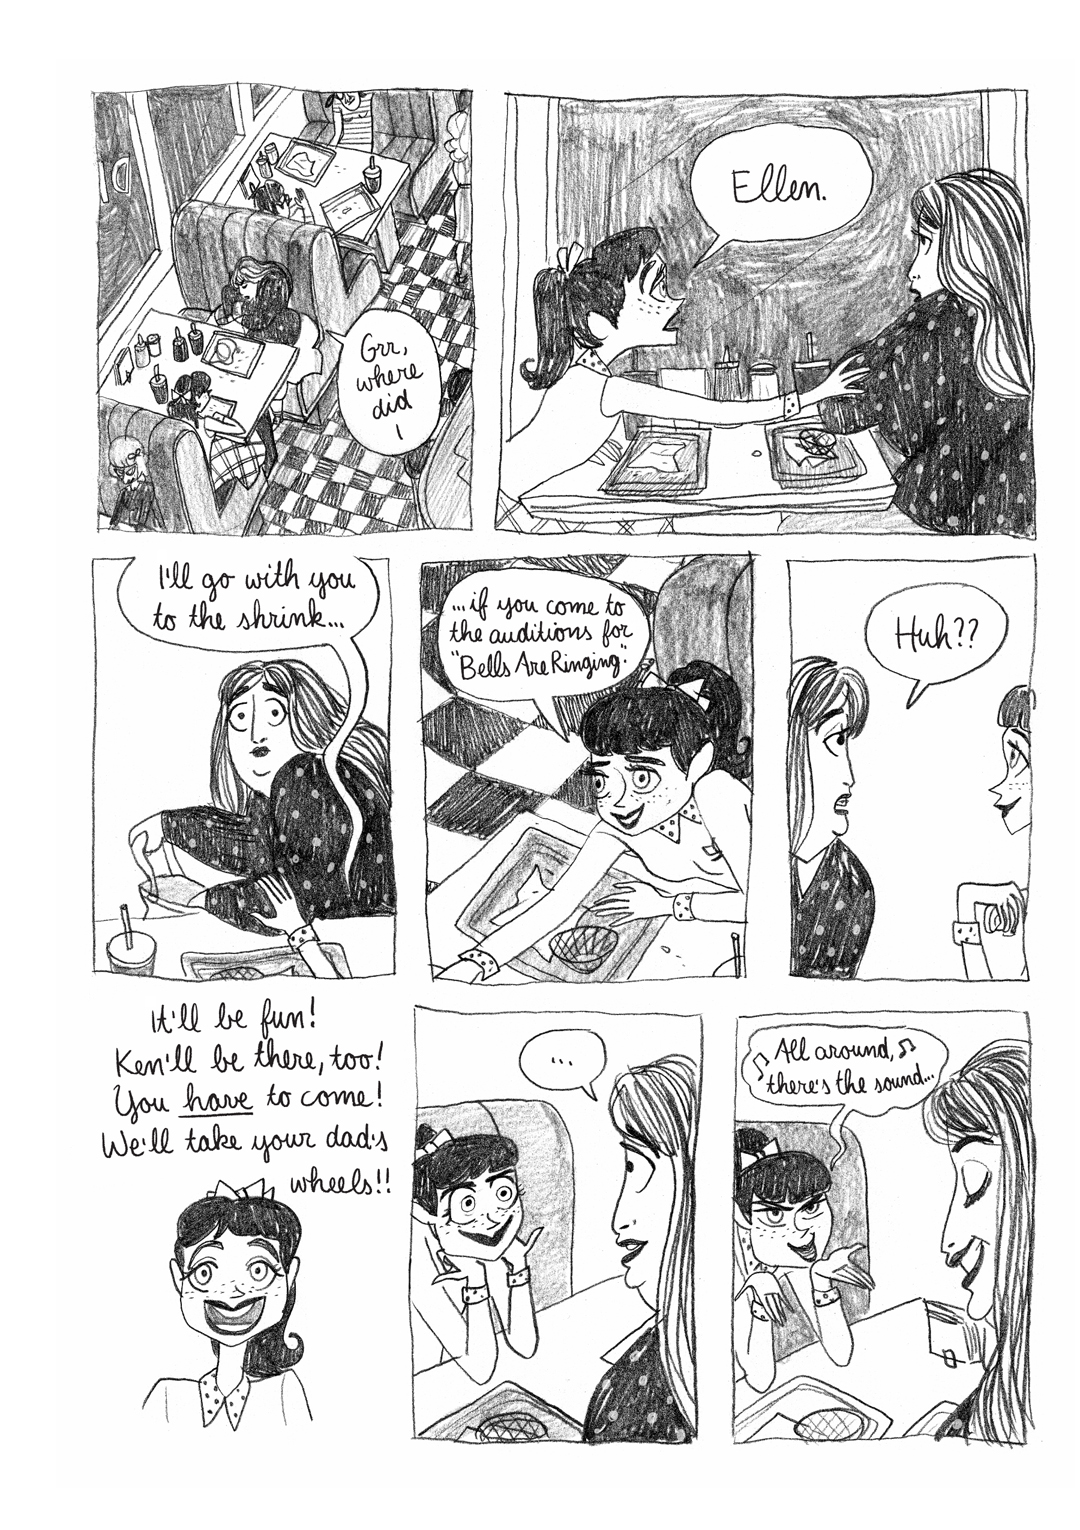 Grr,
where
did
I
Ellen.
I'll go with you
to the shrink...
...if you come to
the auditions for
"Bells Are Ringing."
Huh??
It'll be fun!
Ken'll be there, too!
You have to come!
We'll take your dad's
wheels!!
...
♫ All around, ♫
there's the sound...